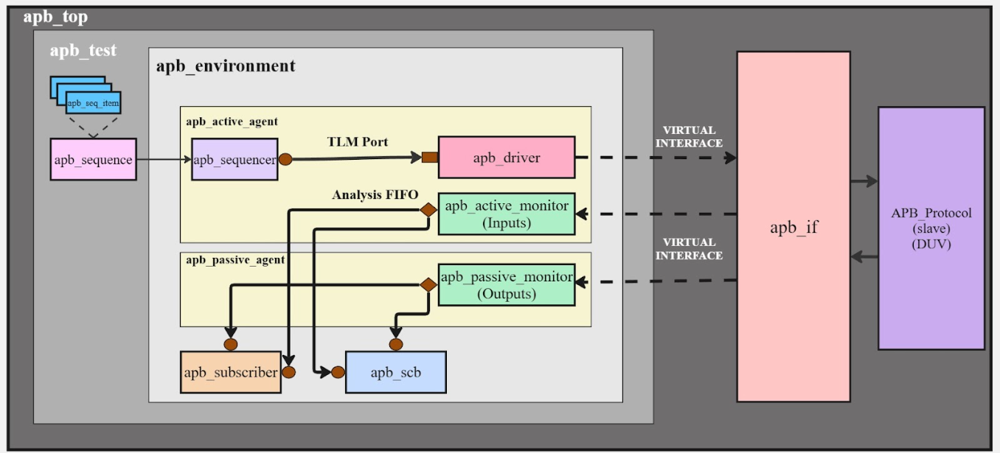 apb_top
apb_test
apb_environment
apb_seq_item
apb_active_agent
VIRTUAL
INTERFACE
TLM Port
apb_sequence
apb_sequencer
apb_driver
Analysis FIFO
apb_active_monitor
(Inputs)
apb_if
APB_Protocol
(slave)
(DUV)
VIRTUAL
INTERFACE
apb_passive_agent
apb_passive_monitor
(Outputs)
apb_subscriber
apb_scb